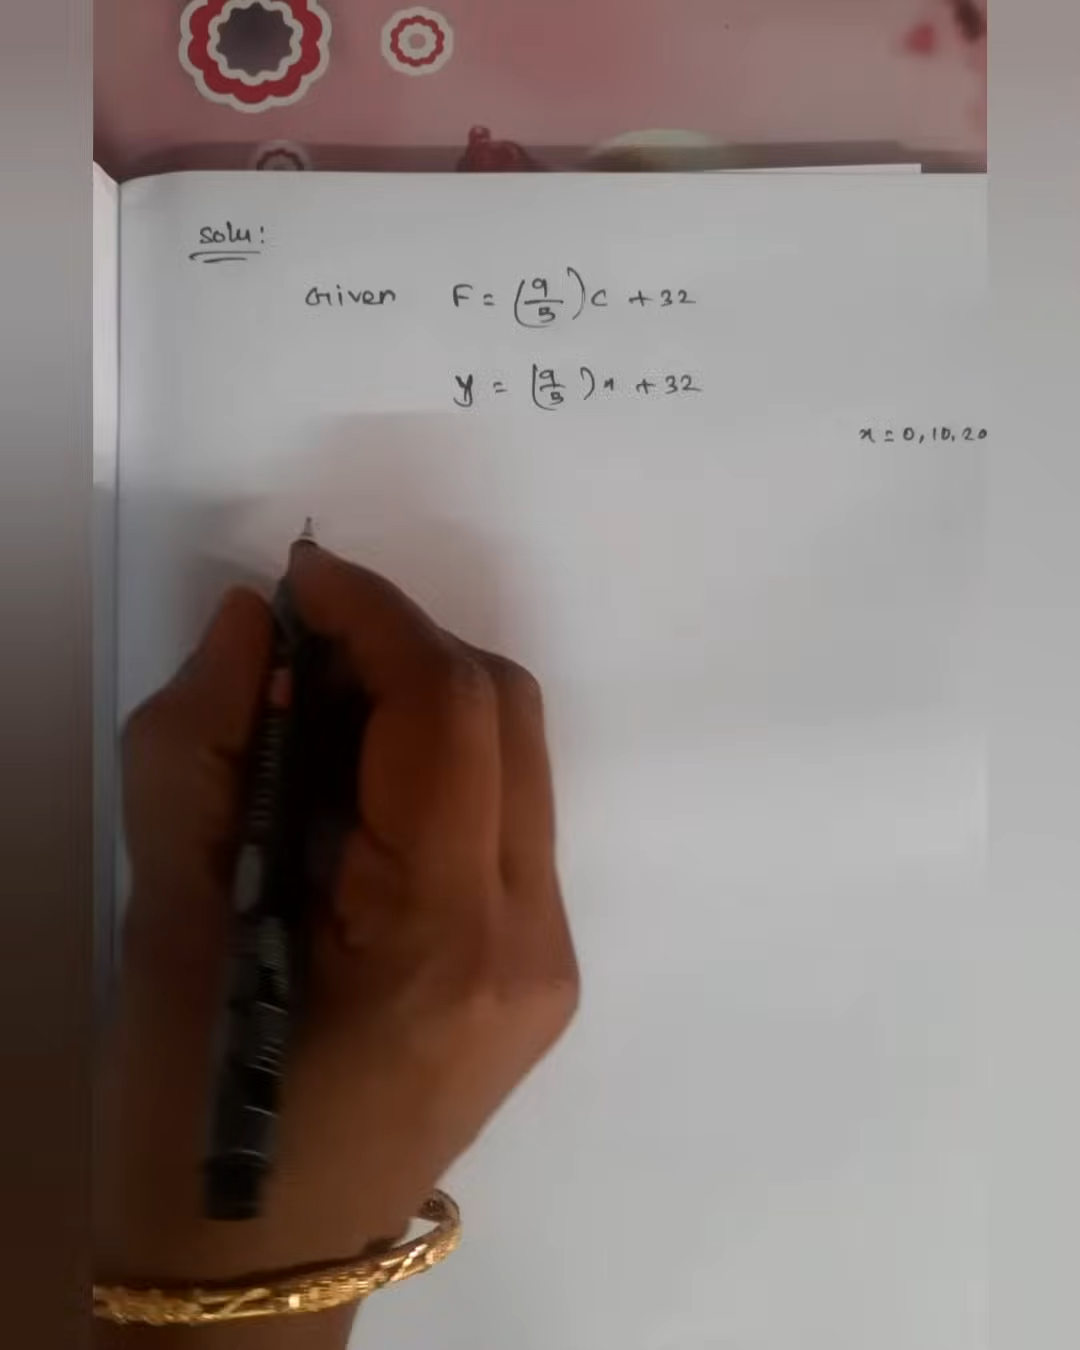 Solu:
Given F = (9/5) C + 32
y = (9/5) x + 32
x = 0, 10, 20